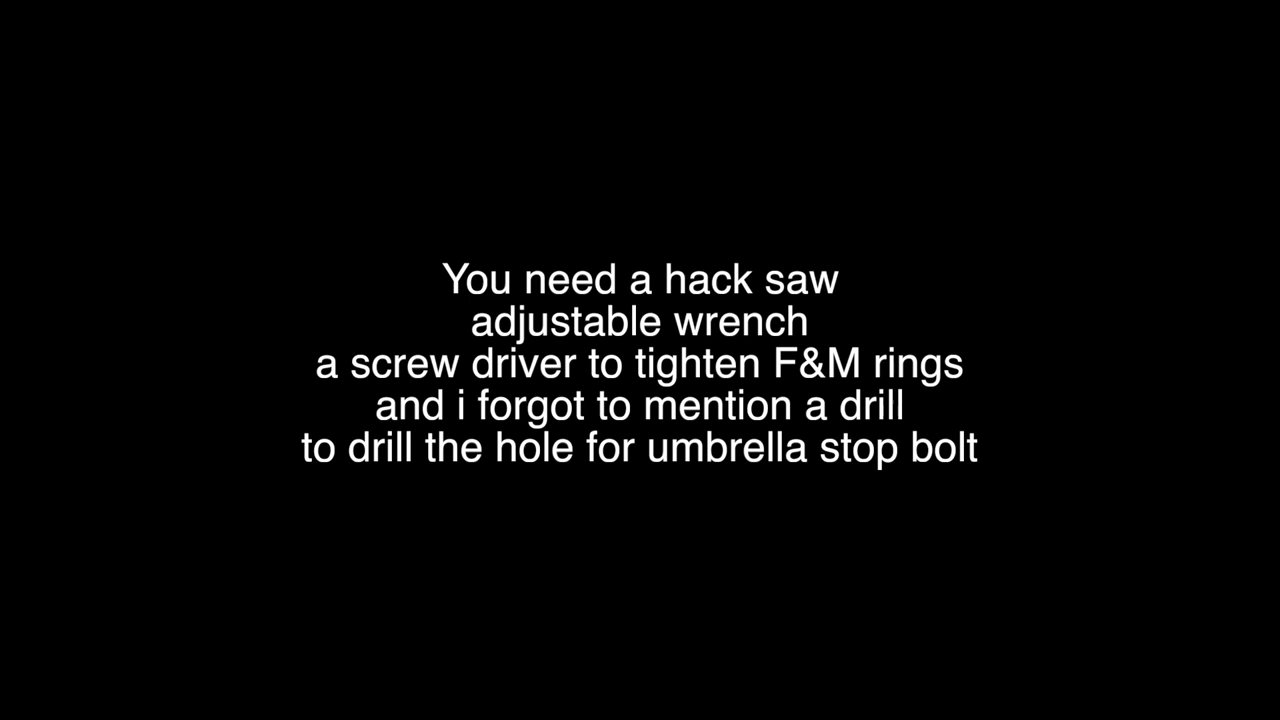 You need a hack saw
adjustable wrench
a screw driver to tighten F&M rings
and i forgot to mention a drill
to drill the hole for umbrella stop bolt